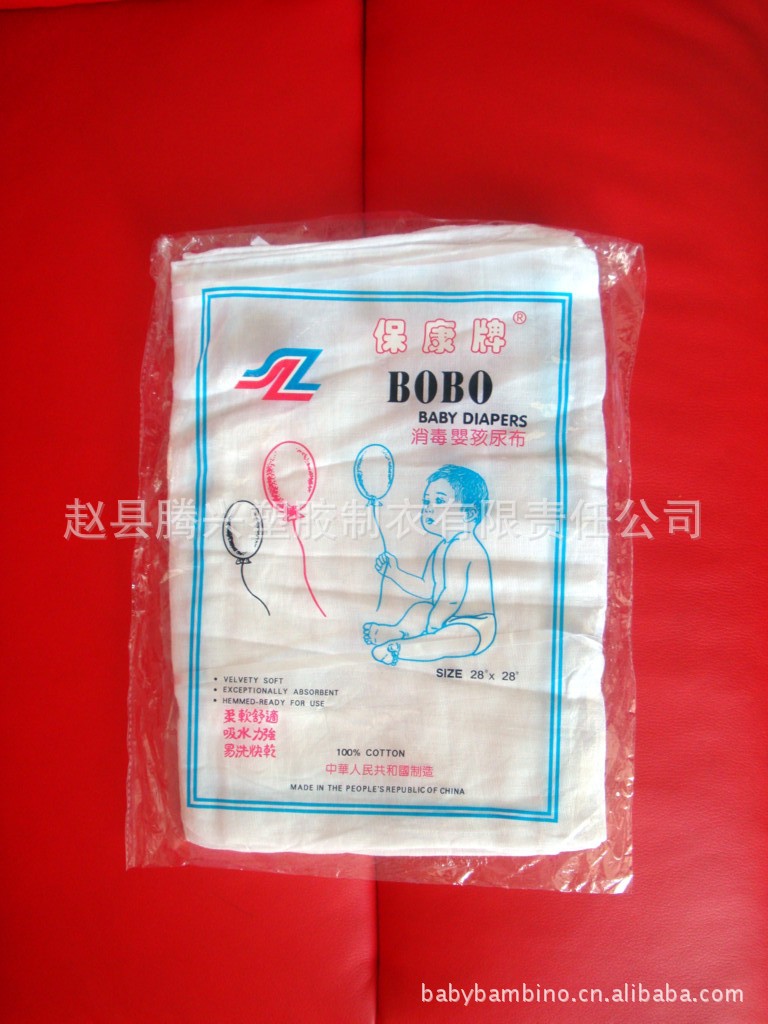 保康牌®
BOBO
BABY DIAPERS
消毒嬰孩尿布
赵县腾兴塑胶制衣有限责任公司
SIZE 28" x 28"
• VELVETY SOFT
• EXCEPTIONALLY ABSORBENT
• HEMMED-READY FOR USE
柔軟舒適
吸水力強
易洗快乾
100% COTTON
中華人民共和國制造
MADE IN THE PEOPLE'S REPUBLIC OF CHINA
babybambino.cn.alibaba.com